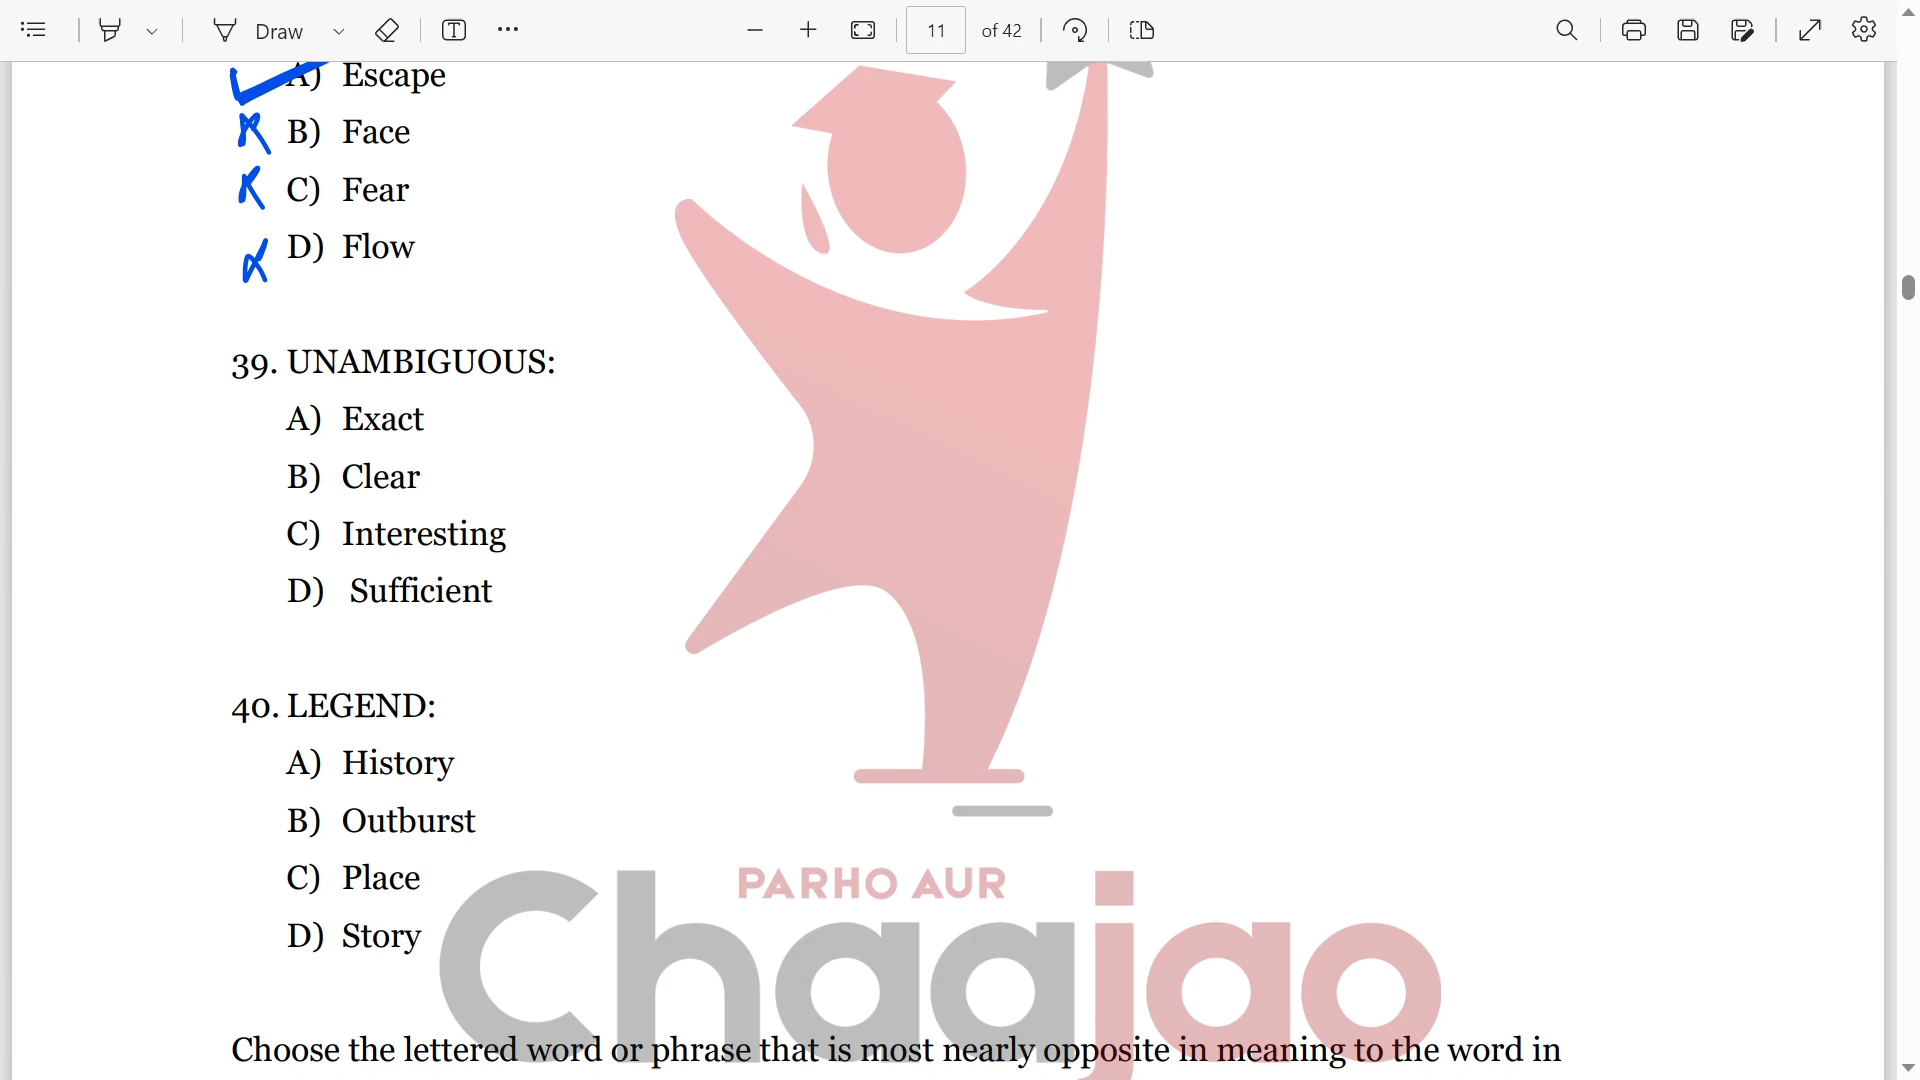 Draw
11 of 42
A) Escape
B) Face
C) Fear
D) Flow
39. UNAMBIGUOUS:
A) Exact
B) Clear
C) Interesting
D) Sufficient
40. LEGEND:
A) History
B) Outburst
C) Place
D) Story
PARHO AUR
Chaajao
Choose the lettered word or phrase that is most nearly opposite in meaning to the word in